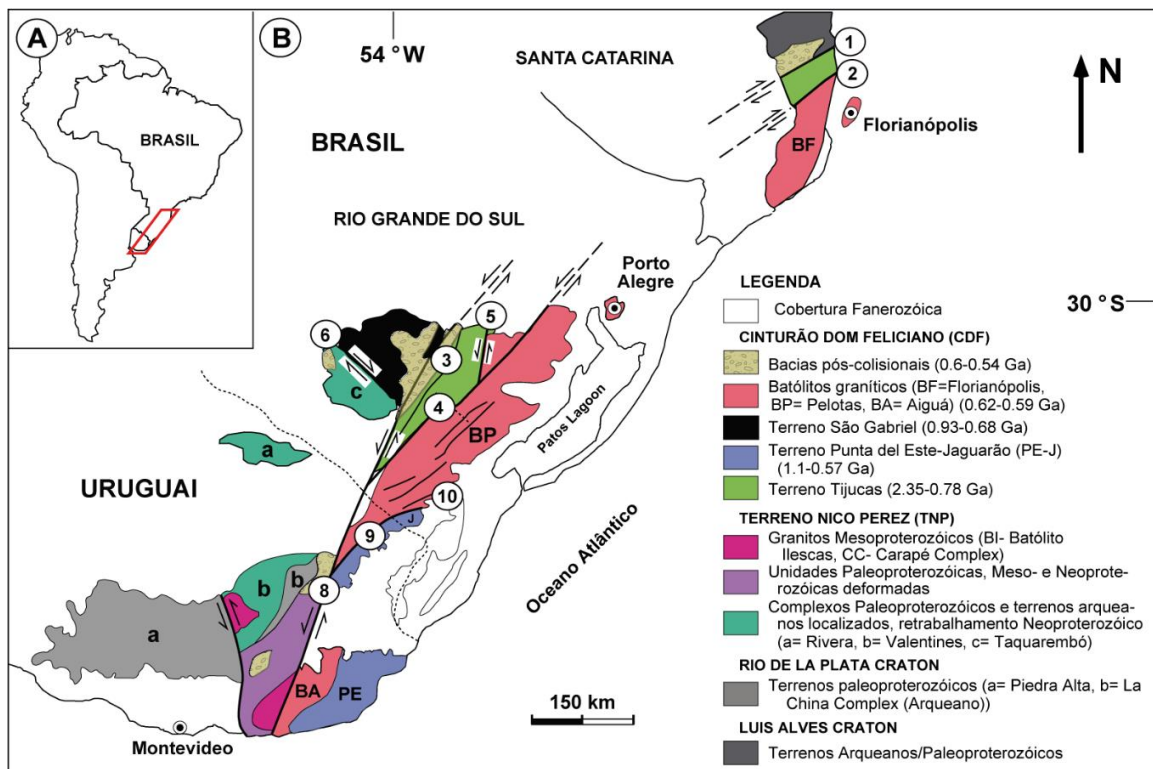 A
BRASIL
B
54 °W
SANTA CATARINA
1
2
N
Florianópolis
BF
BRASIL
RIO GRANDE DO SUL
Porto
Alegre
30 °S
6
5
3
c
4
BP
Patos Lagoon
a
URUGUAI
10
J
9
Oceano Atlântico
b
b
8
a
BA
PE
150 km
Montevideo
LEGENDA
Cobertura Fanerozóica
CINTURÃO DOM FELICIANO (CDF)
Bacias pós-colisionais (0.6-0.54 Ga)
Batólitos graníticos (BF=Florianópolis,
BP= Pelotas, BA= Aiguá) (0.62-0.59 Ga)
Terreno São Gabriel (0.93-0.68 Ga)
Terreno Punta del Este-Jaguarão (PE-J)
(1.1-0.57 Ga)
Terreno Tijucas (2.35-0.78 Ga)
TERRENO NICO PEREZ (TNP)
Granitos Mesoproterozóicos (BI- Batólito
Ilescas, CC- Carapé Complex)
Unidades Paleoproterozóicas, Meso- e Neoprote-
rozóicas deformadas
Complexos Paleoproterozóicos e terrenos arquea-
nos localizados, retrabalhamento Neoproterozóico
(a= Rivera, b= Valentines, c= Taquarembó)
RIO DE LA PLATA CRATON
Terrenos paleoproterozóicos (a= Piedra Alta, b= La
China Complex (Arqueano))
LUIS ALVES CRATON
Terrenos Arqueanos/Paleoproterozóicos